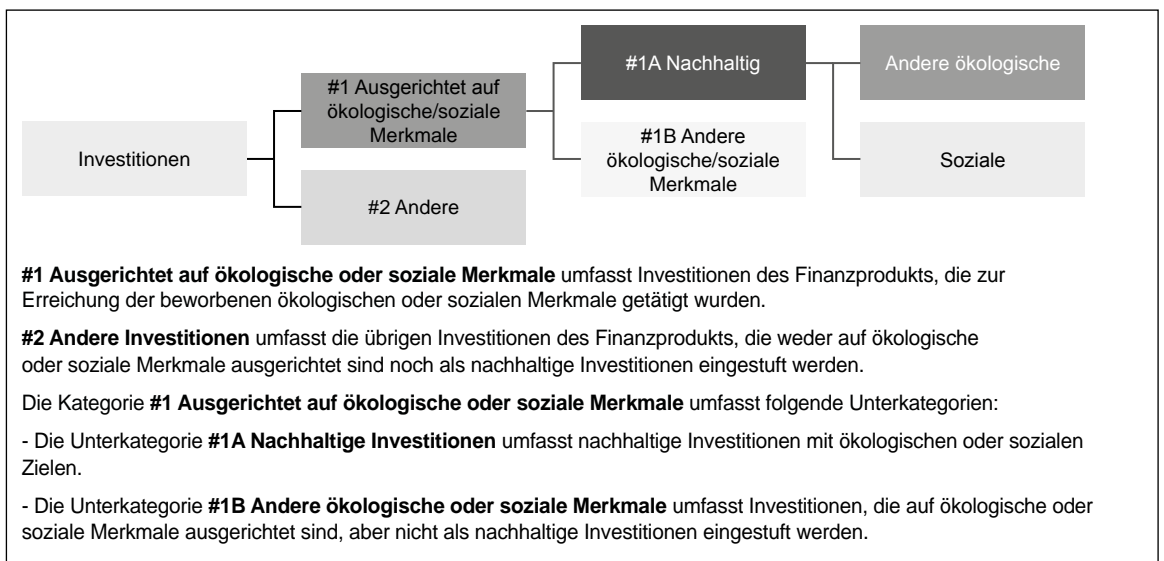 Investitionen
#1 Ausgerichtet auf
ökologische/soziale
Merkmale
#2 Andere
#1A Nachhaltig
#1B Andere
ökologische/soziale
Merkmale
Andere ökologische
Soziale
#1 Ausgerichtet auf ökologische oder soziale Merkmale umfasst Investitionen des Finanzprodukts, die zur
Erreichung der beworbenen ökologischen oder sozialen Merkmale getätigt wurden.
#2 Andere Investitionen umfasst die übrigen Investitionen des Finanzprodukts, die weder auf ökologische
oder soziale Merkmale ausgerichtet sind noch als nachhaltige Investitionen eingestuft werden.
Die Kategorie #1 Ausgerichtet auf ökologische oder soziale Merkmale umfasst folgende Unterkategorien:
- Die Unterkategorie #1A Nachhaltige Investitionen umfasst nachhaltige Investitionen mit ökologischen oder sozialen
Zielen.
- Die Unterkategorie #1B Andere ökologische oder soziale Merkmale umfasst Investitionen, die auf ökologische oder
soziale Merkmale ausgerichtet sind, aber nicht als nachhaltige Investitionen eingestuft werden.